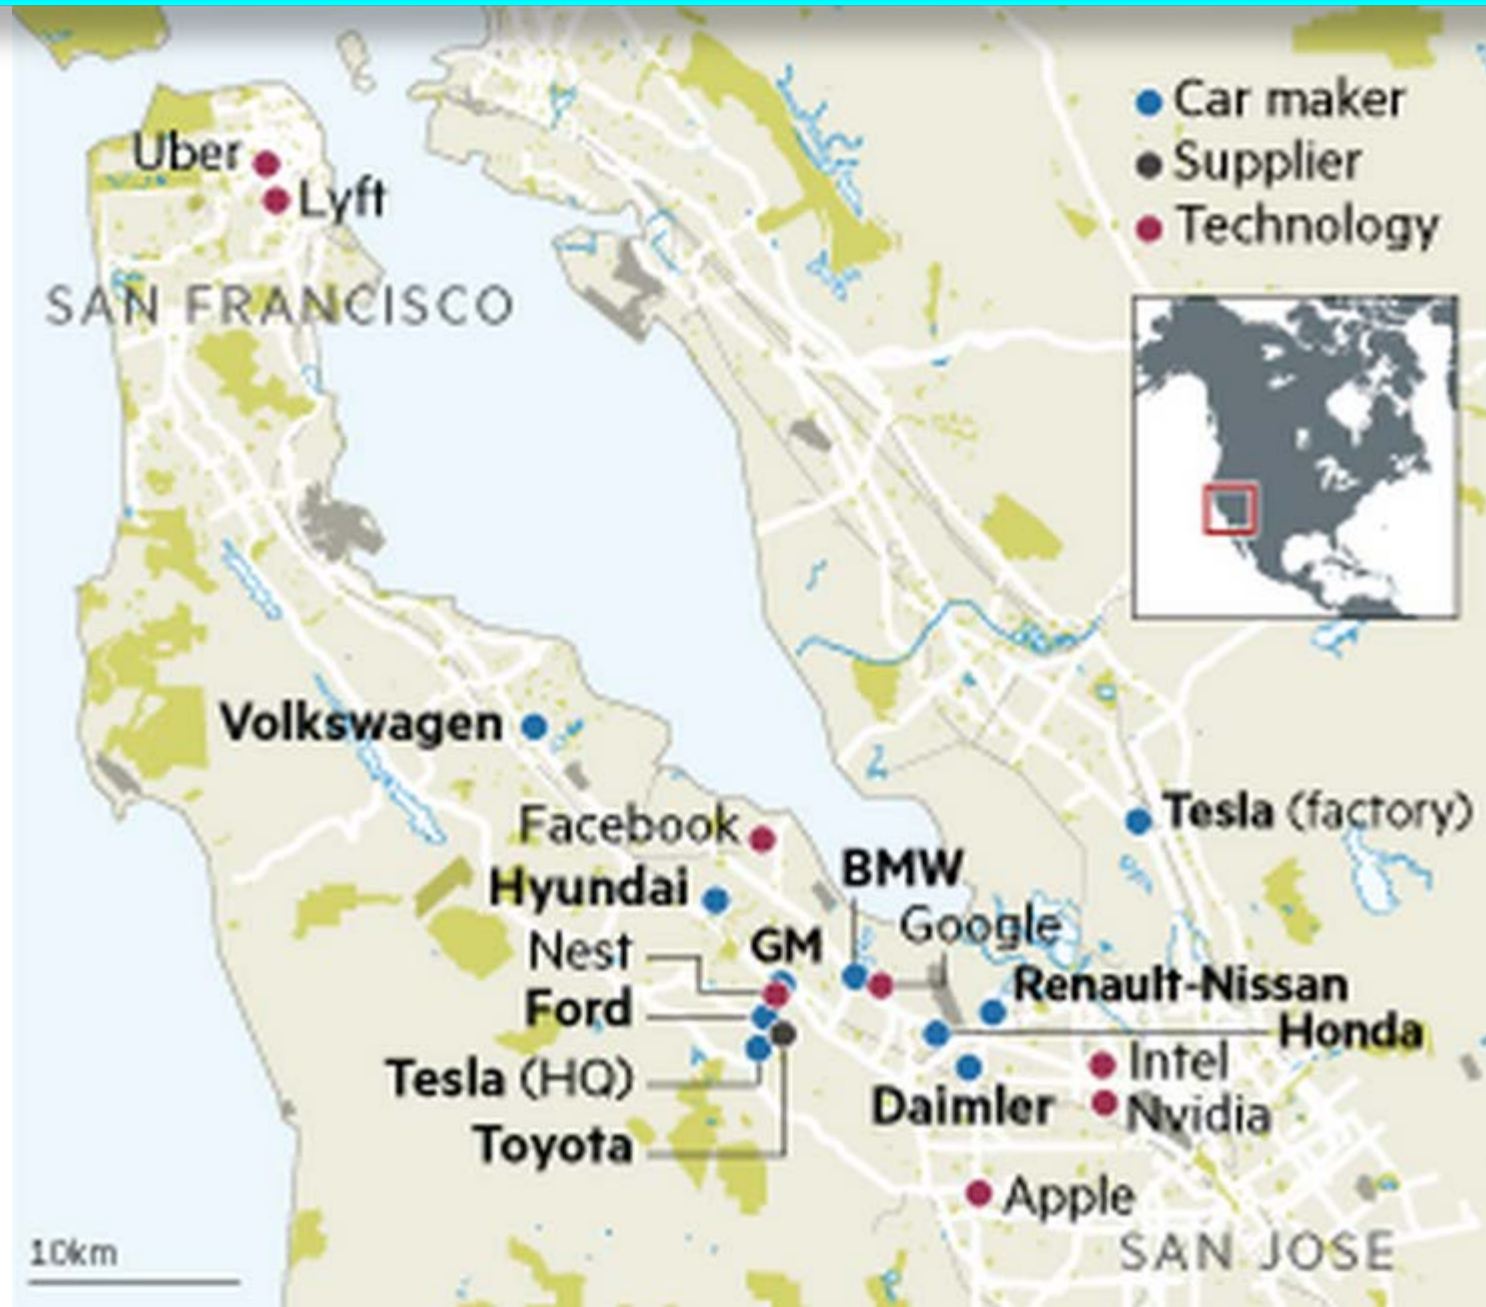 Car maker
Supplier
Technology
Uber
Lyft
SAN FRANCISCO
Volkswagen
Tesla (factory)
Facebook
BMW
Hyundai
Google
Nest
GM
Renault-Nissan
Ford
Honda
Intel
Tesla (HQ)
Daimler
Nvidia
Toyota
Apple
SAN JOSE
10km